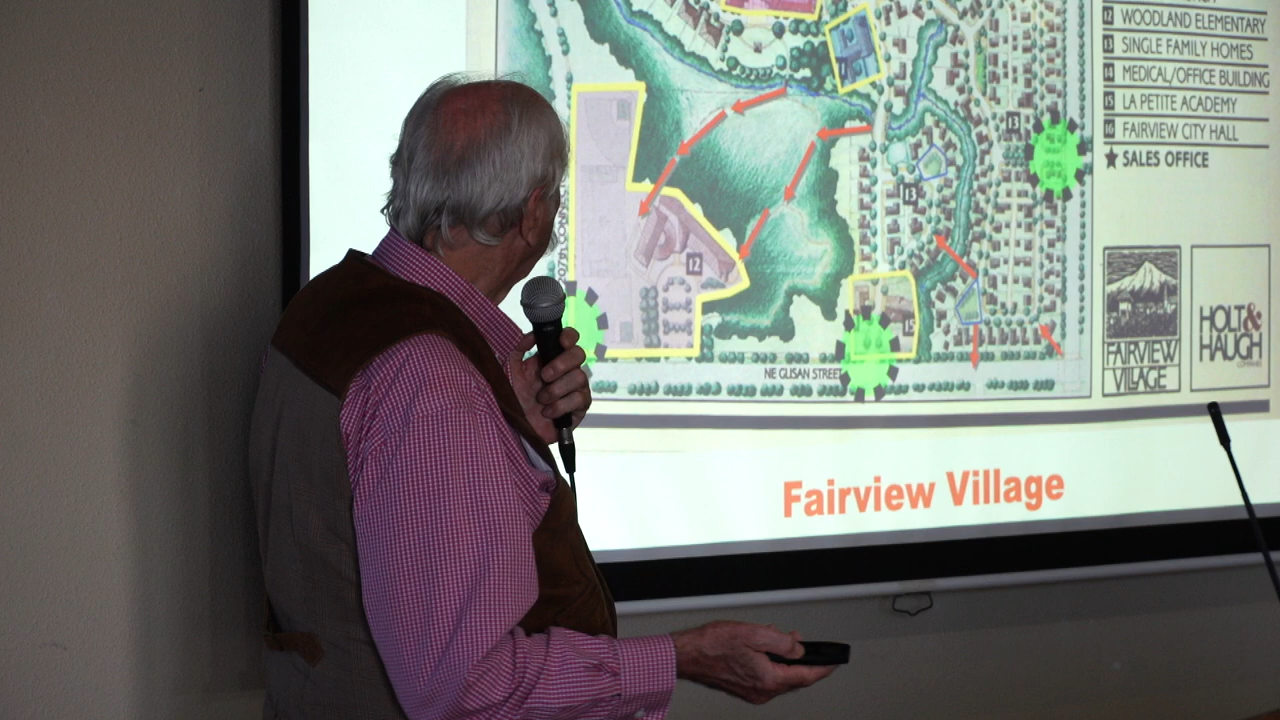 12 WOODLAND ELEMENTARY
13 SINGLE FAMILY HOMES
14 MEDICAL/OFFICE BUILDING
15 LA PETITE ACADEMY
16 FAIRVIEW CITY HALL
★ SALES OFFICE
13
13
12
15
NE GLISAN STREET
FAIRVIEW
VILLAGE
HOLT&
HAUGH
COMPANIES
Fairview Village